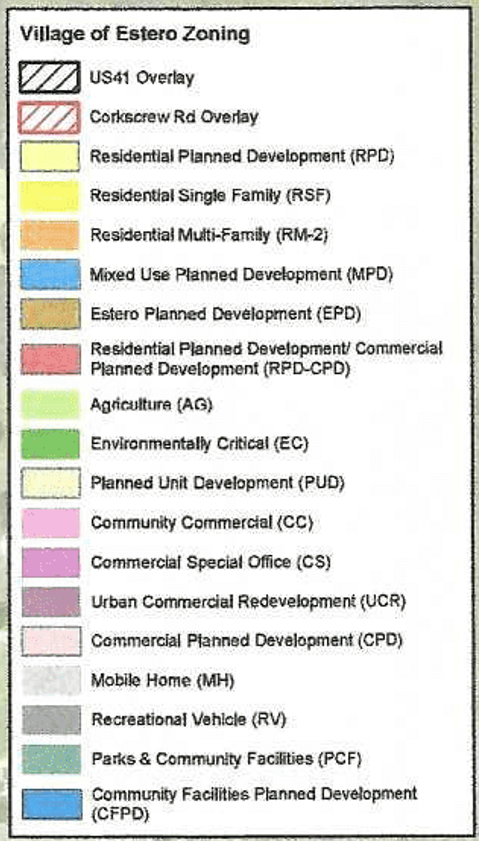 Village of Estero Zoning
US41 Overlay
Corkscrew Rd Overlay
Residential Planned Development (RPD)
Residential Single Family (RSF)
Residential Multi-Family (RM-2)
Mixed Use Planned Development (MPD)
Estero Planned Development (EPD)
Residential Planned Development/ Commercial
Planned Development (RPD-CPD)
Agriculture (AG)
Environmentally Critical (EC)
Planned Unit Development (PUD)
Community Commercial (CC)
Commercial Special Office (CS)
Urban Commercial Redevelopment (UCR)
Commercial Planned Development (CPD)
Mobile Home (MH)
Recreational Vehicle (RV)
Parks & Community Facilities (PCF)
Community Facilities Planned Development
(CFPD)